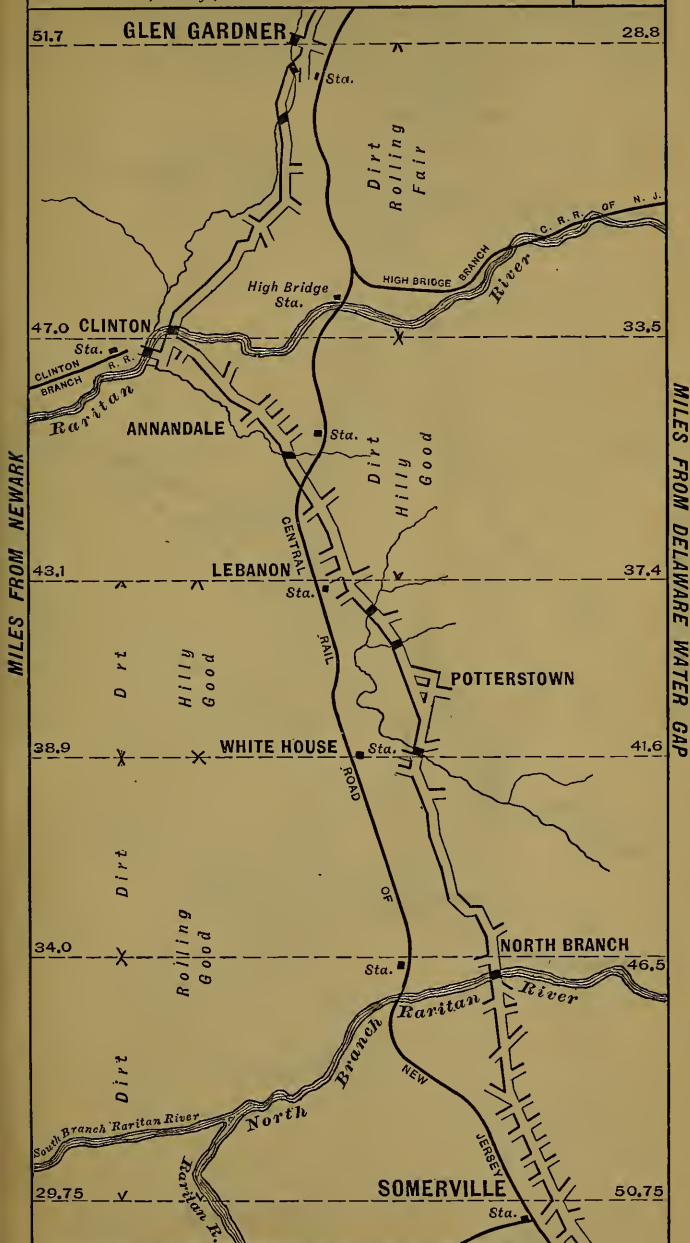 51.7 GLEN GARDNER 28.8
Sta.
Dirt
Rolling
Fair
C. R. R. OF N. J.
HIGH BRIDGE BRANCH
River
High Bridge
Sta.
47.0 CLINTON 33.5
Sta.
CLINTON
BRANCH R. R.
Raritan
ANNANDALE
Sta.
Dirt
Hilly
Good
MILES FROM NEWARK
MILES FROM DELAWARE WATER GAP
CENTRAL
43.1 LEBANON 37.4
Sta.
RAIL
D rt
Hilly
Good
POTTERSTOWN
38.9 WHITE HOUSE Sta. 41.6
ROAD
Dirt
OF
Rolling
Good
34.0 NORTH BRANCH 46.5
Sta.
North Branch Raritan River
NEW
Dirt
South Branch Raritan River
JERSEY
Raritan R.
29.75 SOMERVILLE 50.75
Sta.